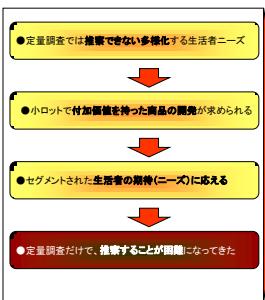 ●定量調査では推察できない多様化する生活者ニーズ
●小ロットで付加価値を持った商品の開発が求められる
●セグメントされた生活者の期待(ニーズ)に応える
●定量調査だけで、推察することが困難になってきた